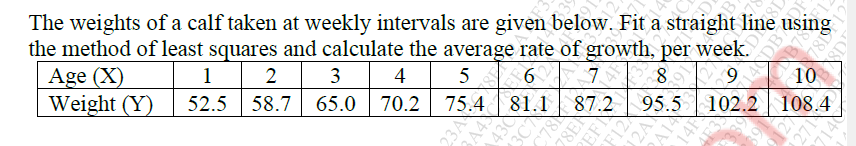 The weights of a calf taken at weekly intervals are given below. Fit a straight line using
the method of least squares and calculate the average rate of growth, per week.
Age (X) 1 2 3 4 5 6 7 8 9 10
Weight (Y) 52.5 58.7 65.0 70.2 75.4 81.1 87.2 95.5 102.2 108.4